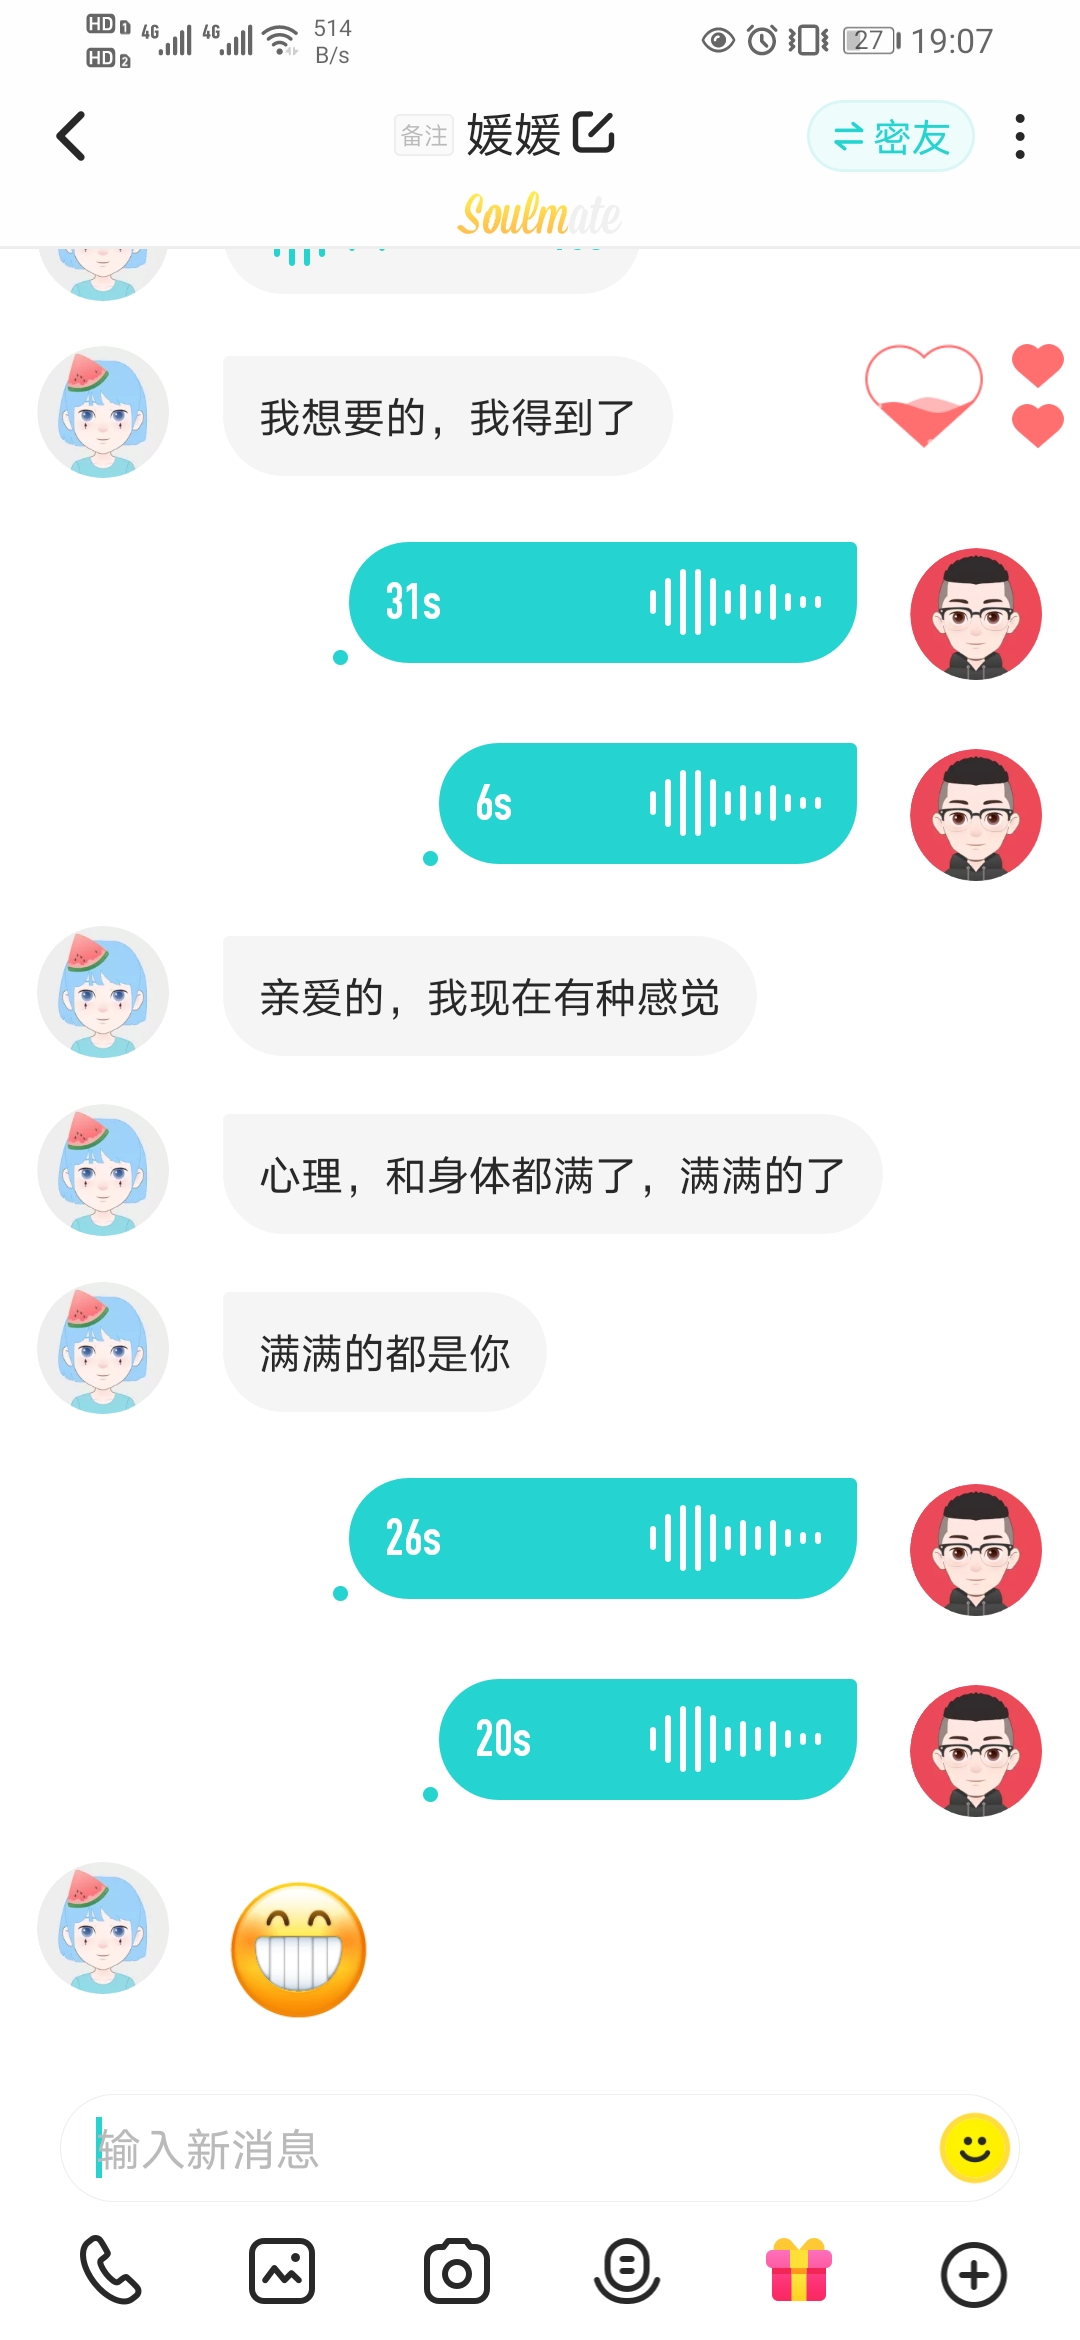 HD 1 4G 4G 514
HD 2 B/s
27 19:07
备注 媛媛 密友
Soulmate
我想要的，我得到了
31s
6s
亲爱的，我现在有种感觉
心理，和身体都满了，满满的了
满满的都是你
26s
20s
输入新消息